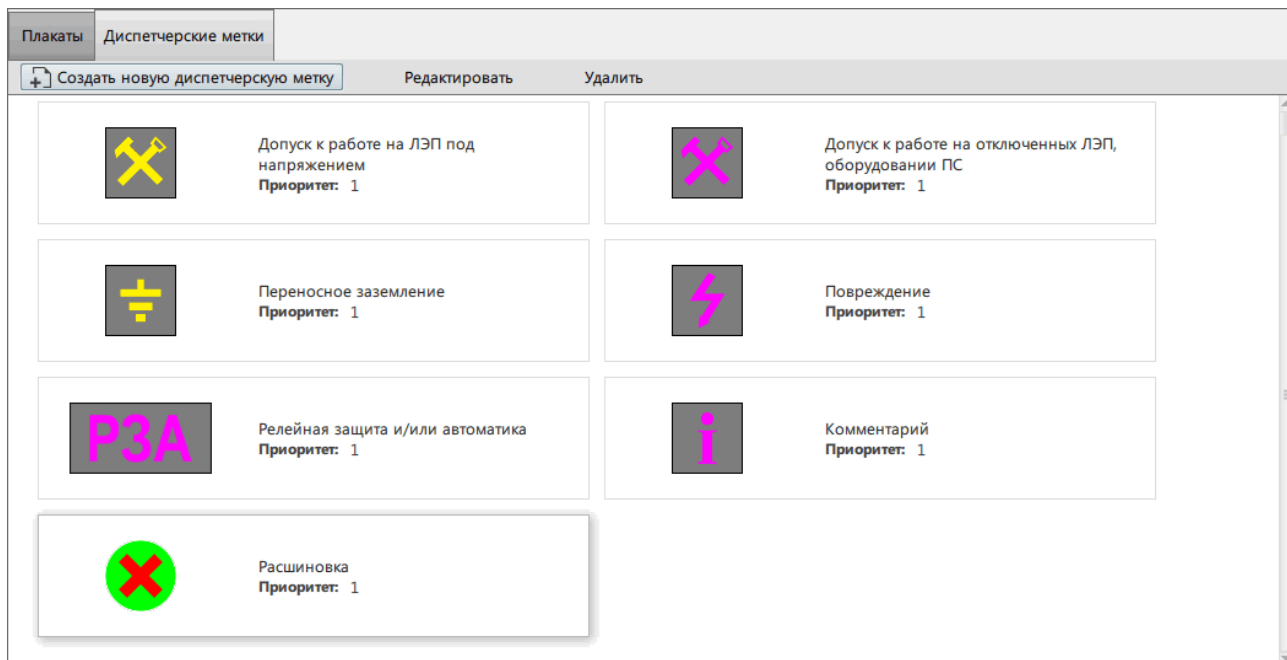 Плакаты
Диспетчерские метки
Создать новую диспетчерскую метку
Редактировать
Удалить
Допуск к работе на ЛЭП под
напряжением
Приоритет: 1
Допуск к работе на отключенных ЛЭП,
оборудовании ПС
Приоритет: 1
Переносное заземление
Приоритет: 1
Повреждение
Приоритет: 1
РЗА
Релейная защита и/или автоматика
Приоритет: 1
i
Комментарий
Приоритет: 1
Расшиновка
Приоритет: 1